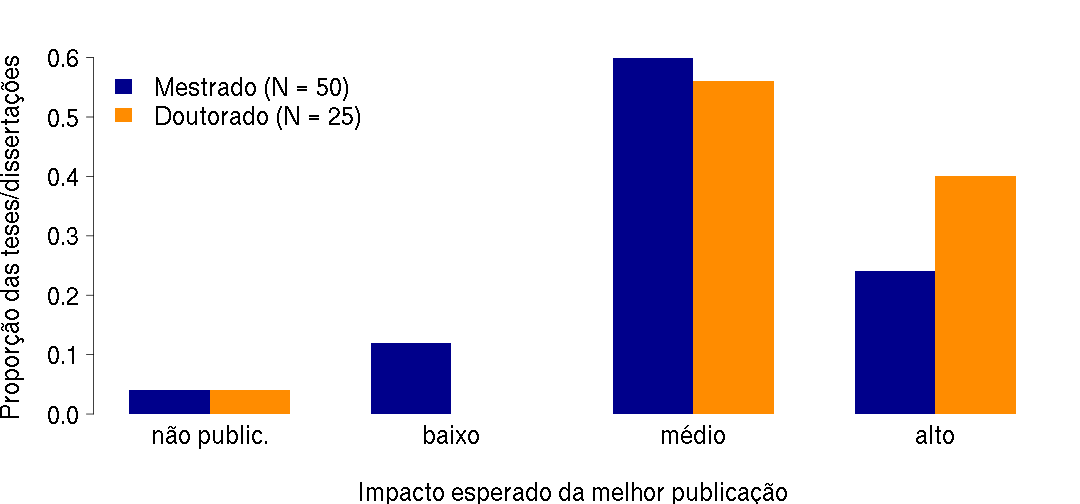 Proporção das teses/dissertações
0.6
0.5
0.4
0.3
0.2
0.1
0.0
Mestrado (N = 50)
Doutorado (N = 25)
não public.
baixo
médio
alto
Impacto esperado da melhor publicação